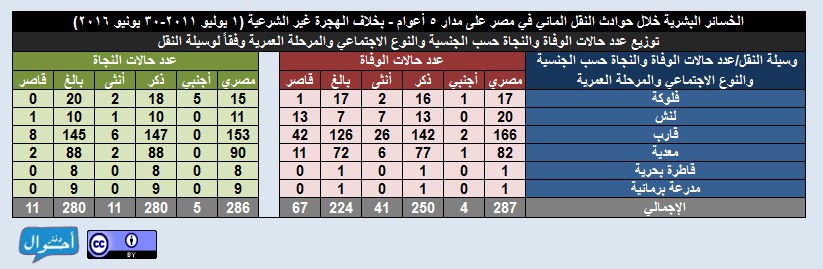 الخسائر البشرية خلال حوادث النقل المائي في مصر على مدار ٥ أعوام - بخلاف الهجرة غير الشرعية (١ يوليو ٢٠١١-٣٠ يونيو ٢٠١٦)
توزيع عدد حالات الوفاة والنجاة حسب الجنسية والنوع الاجتماعي والمرحلة العمرية وفقاً لوسيلة النقل
وسيلة النقل/عدد حالات الوفاة والنجاة حسب الجنسية والنوع الاجتماعي والمرحلة العمرية عدد حالات الوفاة عدد حالات النجاة
مصري أجنبي ذكر أنثى بالغ قاصر مصري أجنبي ذكر أنثى بالغ قاصر
فلوكة 17 1 16 2 17 1 15 5 18 2 20 0
لنش 20 0 13 7 7 13 11 0 10 1 10 1
قارب 166 2 142 26 126 42 153 0 147 6 145 8
معدية 82 1 77 6 72 11 90 0 88 2 88 2
قاطرة بحرية 1 0 1 0 1 0 8 0 8 0 8 0
مدرعة برمائية 1 0 1 0 1 0 9 0 9 0 9 0
الإجمالي 287 4 250 41 224 67 286 5 280 11 280 11
دفتر أحوال
cc BY